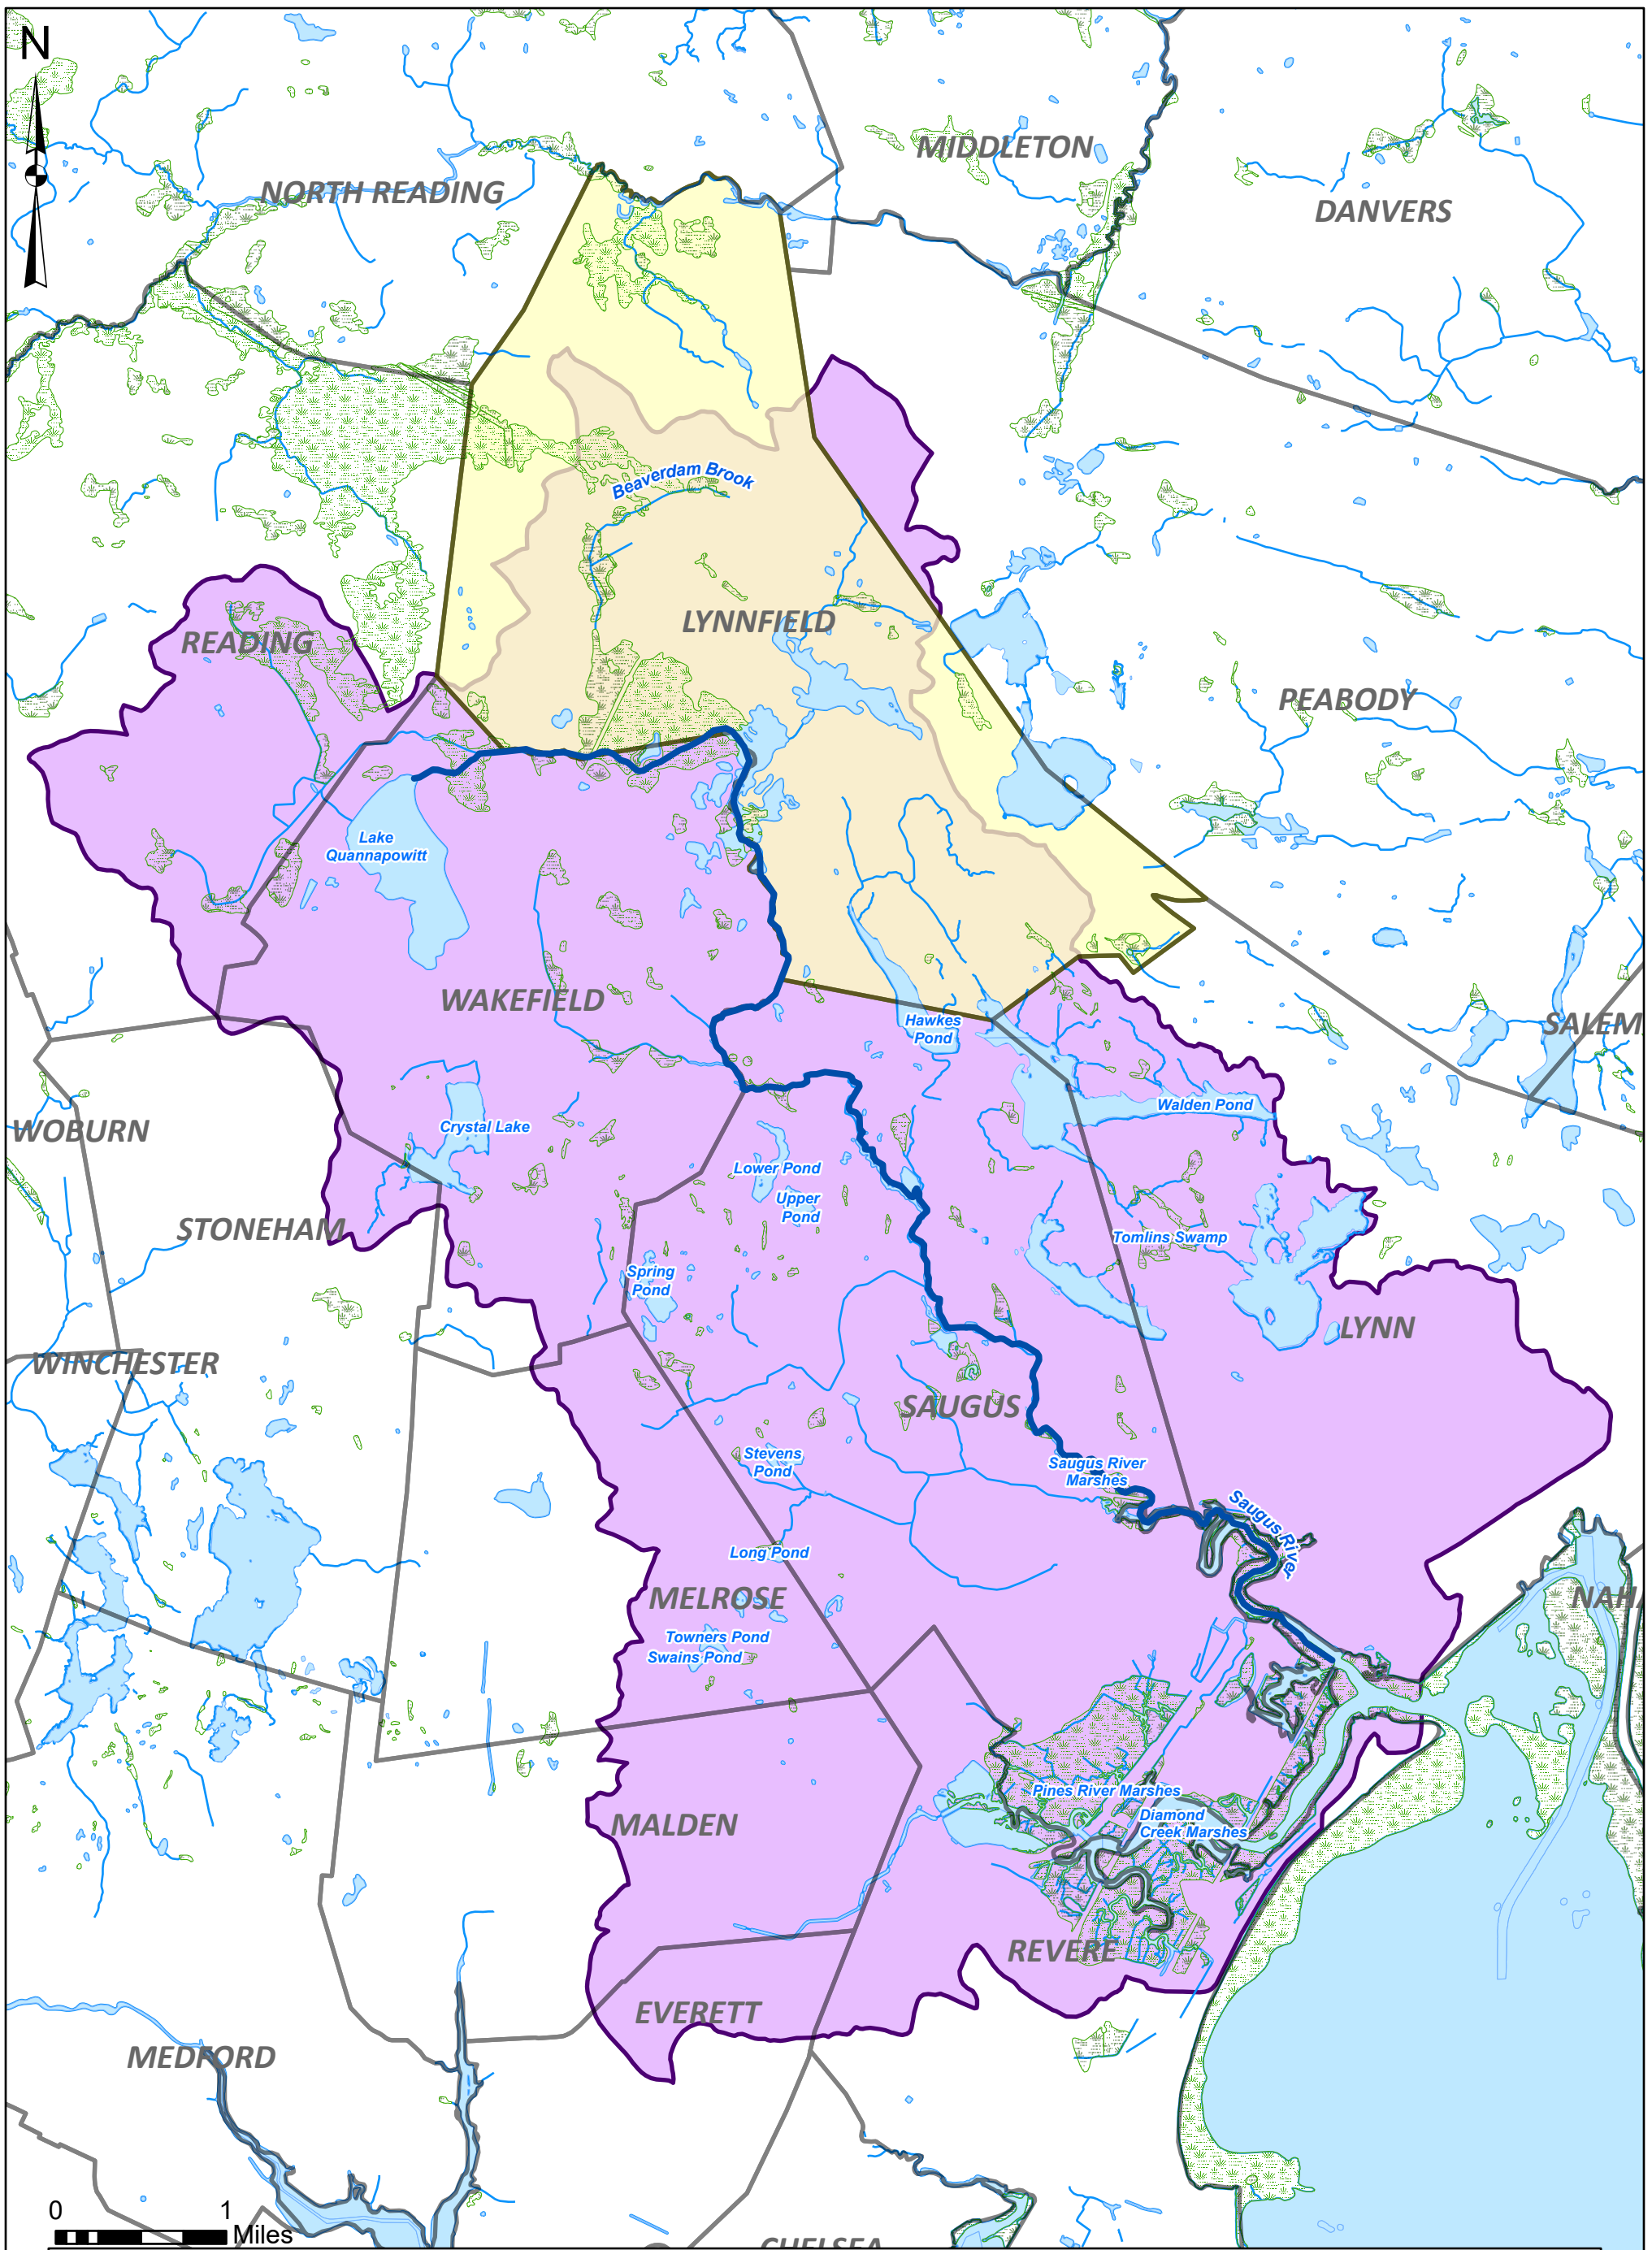 N
MIDDLETON
NORTH READING
DANVERS
Beaverdam Brook
LYNNFIELD
READING
PEABODY
Lake
Quannapowitt
WAKEFIELD
Hawkes
Pond
SALEM
Walden Pond
Crystal Lake
WOBURN
Lower Pond
Upper
Pond
STONEHAM
Tomlins Swamp
Spring
Pond
LYNN
WINCHESTER
SAUGUS
Stevens
Pond
Saugus River
Marshes
Saugus River
Long Pond
MELROSE
NAHA
Towners Pond
Swains Pond
Pines River Marshes
Diamond
Creek Marshes
MALDEN
REVERE
EVERETT
MEDFORD
0 1
Miles
CHELSEA